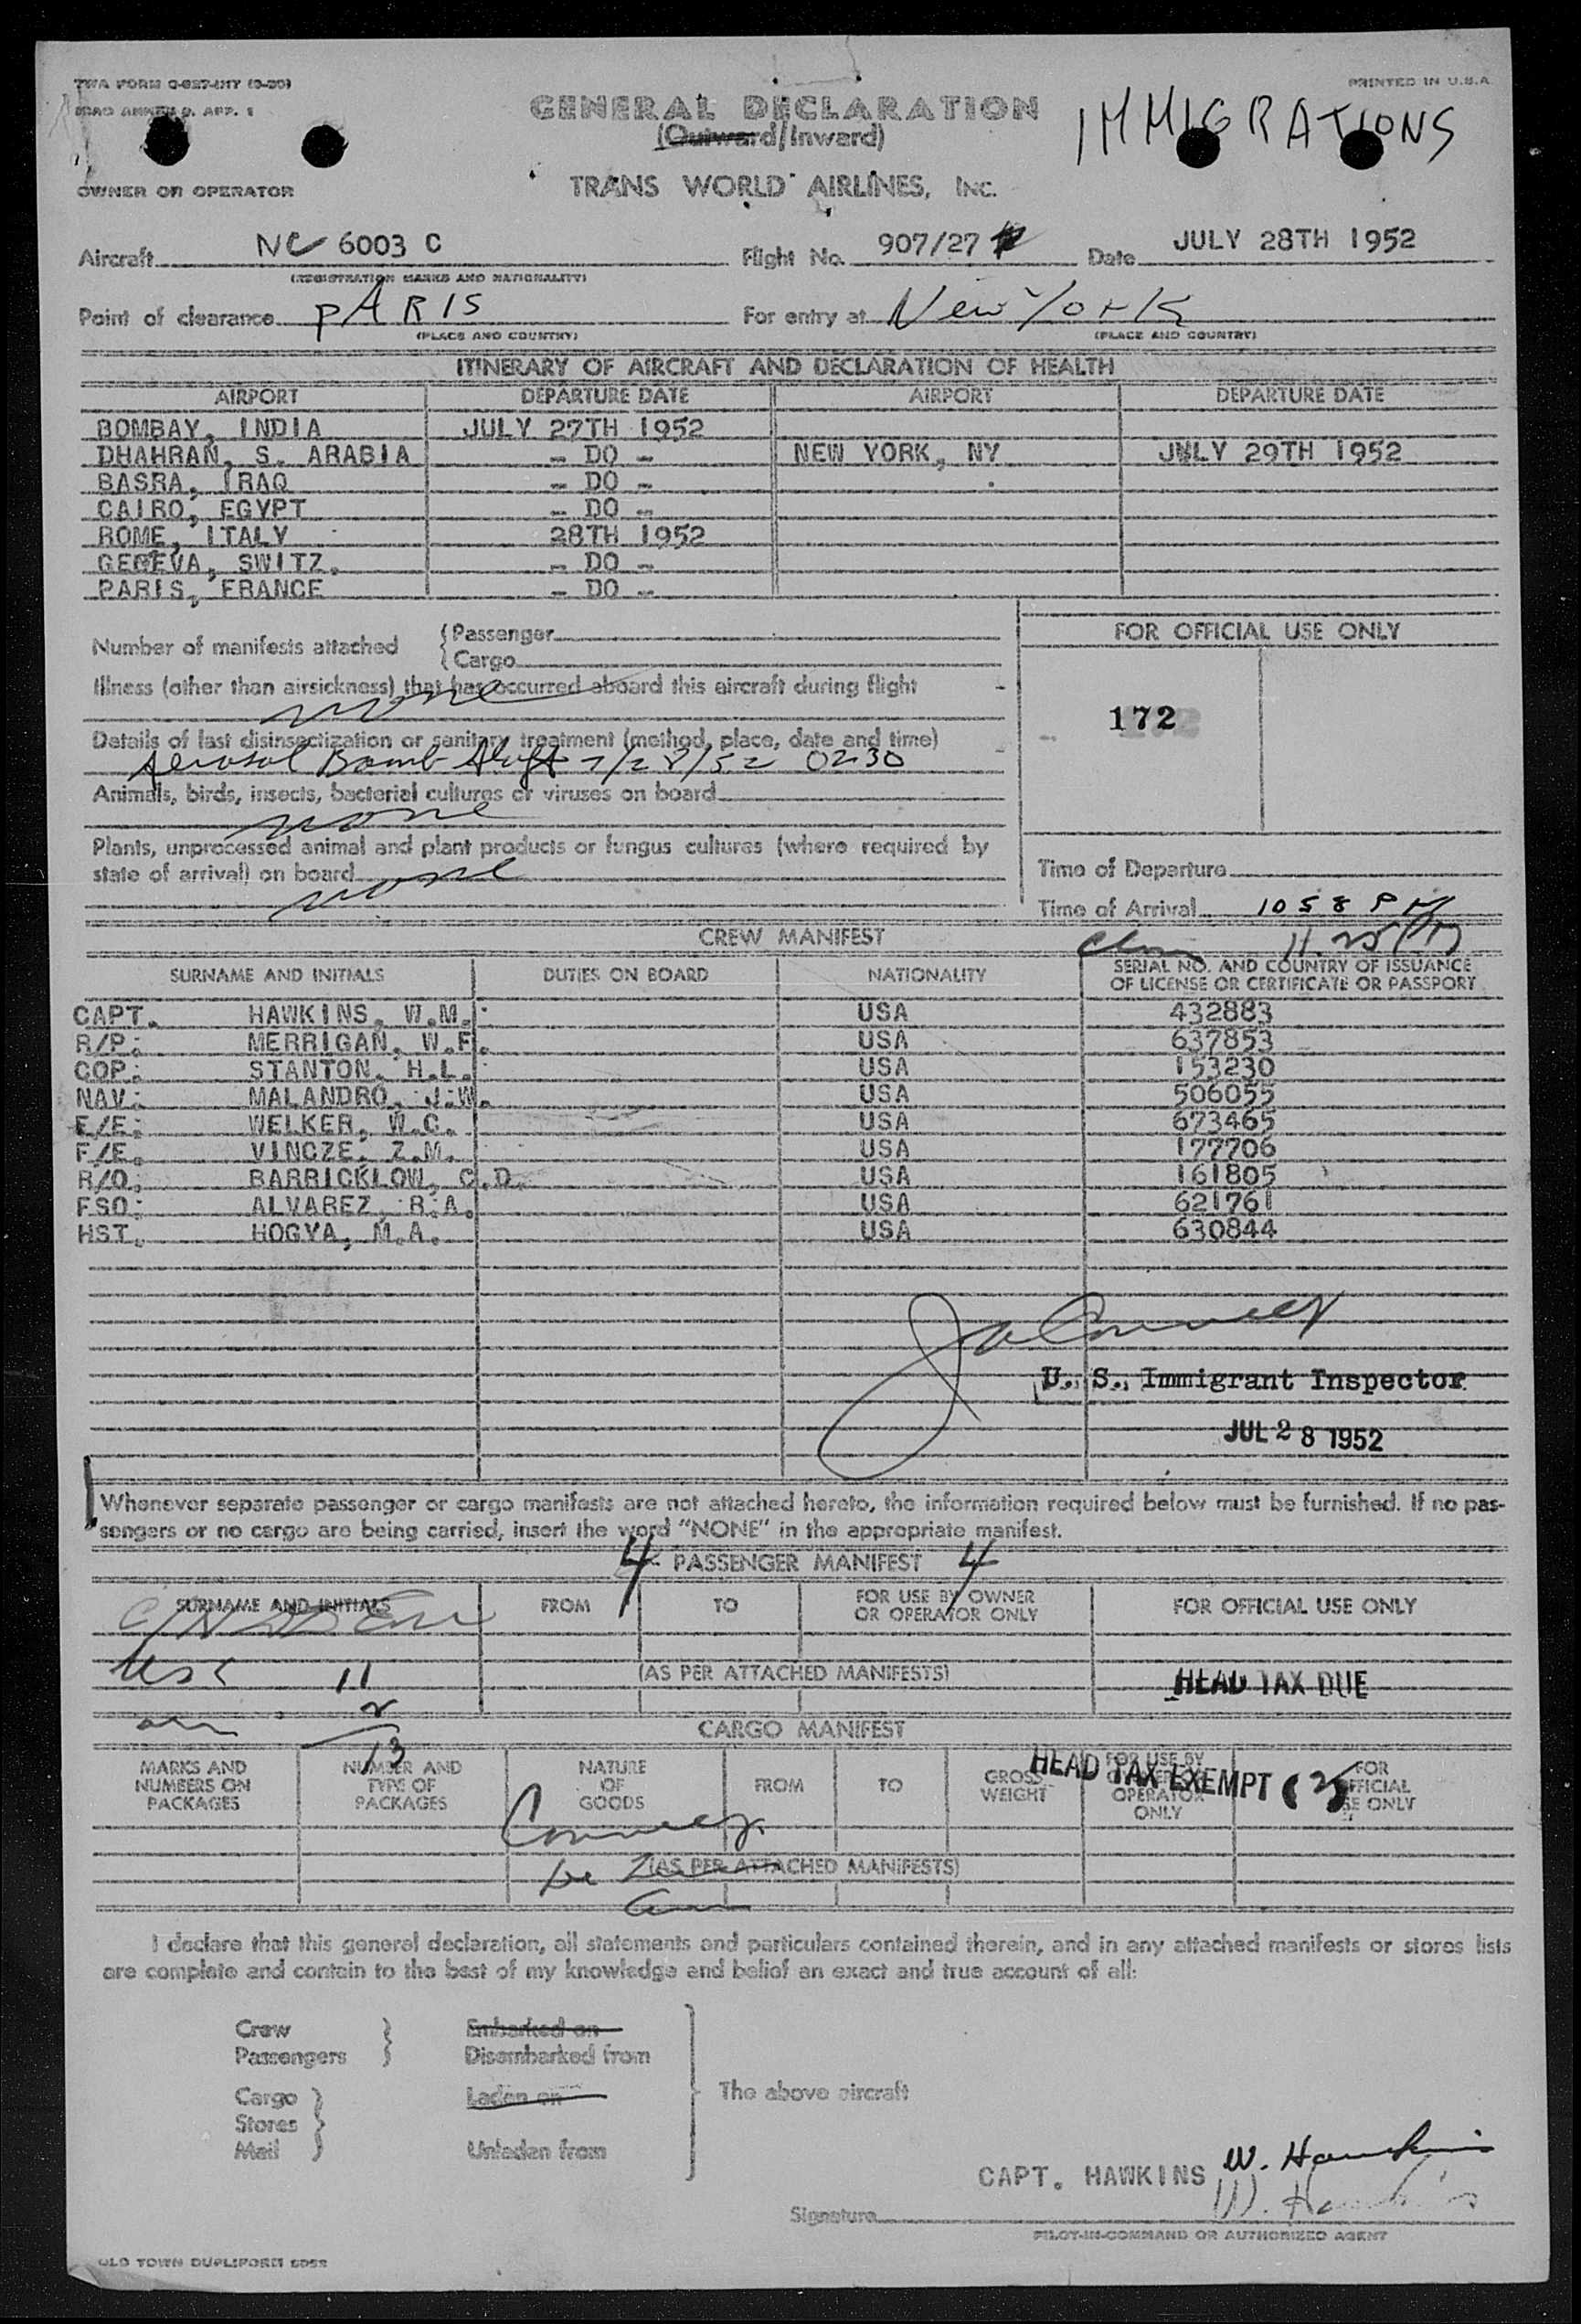 PRINTED IN U.S.A.
GENERAL DECLARATION
IMMIGRATIONS
(Outward/Inward)
OWNER OR OPERATOR TRANS WORLD AIRLINES, INC.
Aircraft NC 6003 C Flight No. 907/27 Date JULY 28TH 1952
(REGISTRATION MARKS AND NATIONALITY)
Point of clearance PARIS For entry at New York
(PLACE AND COUNTRY) (PLACE AND COUNTRY)
ITINERARY OF AIRCRAFT AND DECLARATION OF HEALTH
AIRPORT DEPARTURE DATE AIRPORT DEPARTURE DATE
BOMBAY, INDIA JULY 27TH 1952
DHAHRAN, S. ARABIA - DO - NEW YORK, NY JULY 29TH 1952
BASRA, IRAQ - DO -
CAIRO, EGYPT - DO -
ROME, ITALY 28TH 1952
GENEVA, SWITZ. - DO -
PARIS, FRANCE - DO -
Number of manifests attached { Passenger
{ Cargo
FOR OFFICIAL USE ONLY
Illness (other than airsickness) that has occurred aboard this aircraft during flight
none
172
Details of last disinsectization or sanitary treatment (method, place, date and time)
Aerosol Bomb Aloft 7/28/52 0230
Animals, birds, insects, bacterial cultures or viruses on board
none
Plants, unprocessed animal and plant products or fungus cultures (where required by
state of arrival) on board
none
Time of Departure
Time of Arrival 1058 PM
CREW MANIFEST
SURNAME AND INITIALS DUTIES ON BOARD NATIONALITY SERIAL NO. AND COUNTRY OF ISSUANCE
OF LICENSE OR CERTIFICATE OR PASSPORT
CAPT. HAWKINS, W.M. USA 432883
R/P: MERRIGAN, W.F. USA 637853
COP: STANTON, H.L. USA 153230
NAV: MALANDRO, J.W. USA 506055
F/E: WELKER, W.C. USA 673465
F/E. VINCZE, Z.M. USA 177706
R/O. BARRICKLOW, C.D. USA 161805
FSO: ALVAREZ, R.A. USA 621761
HST. HOGYA, M.A. USA 630844
U. S. Immigrant Inspector
JUL 28 1952
Whenever separate passenger or cargo manifests are not attached hereto, the information required below must be furnished. If no pas-
sengers or no cargo are being carried, insert the word "NONE" in the appropriate manifest.
4 PASSENGER MANIFEST 4
SURNAME AND INITIALS FROM TO FOR USE BY OWNER
OR OPERATOR ONLY FOR OFFICIAL USE ONLY
11 (AS PER ATTACHED MANIFESTS) HEAD TAX DUE
2
CARGO MANIFEST
13
MARKS AND
NUMBERS ON
PACKAGES
NUMBER AND
TYPE OF
PACKAGES
NATURE
OF
GOODS
FROM TO GROSS
WEIGHT
FOR USE BY
OWNER OR
OPERATOR
ONLY
FOR
OFFICIAL
USE ONLY
HEAD TAX EXEMPT (2)
(AS PER ATTACHED MANIFESTS)
I declare that this general declaration, all statements and particulars contained therein, and in any attached manifests or stores lists
are complete and contain to the best of my knowledge and belief an exact and true account of all:
Crew Embarked on
Passengers Disembarked from
Cargo Laden on The above aircraft
Stores
Mail Unladen from
CAPT. HAWKINS W. Hawkins
W. Hawkins
Signature
PILOT-IN-COMMAND OR AUTHORIZED AGENT
OLD TOWN DUPLIFORM